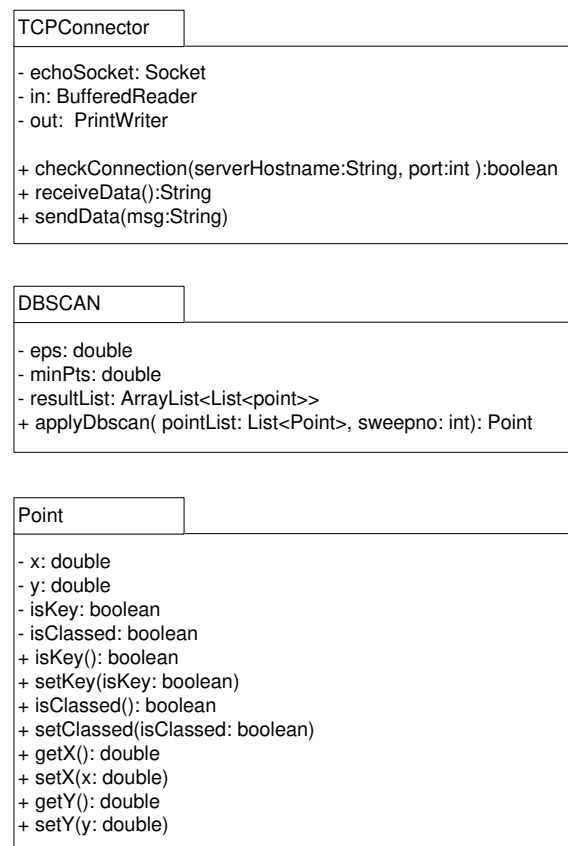 TCPConnector
- echoSocket: Socket
- in: BufferedReader
- out:  PrintWriter
+ checkConnection(serverHostname:String, port:int ):boolean
+ receiveData():String
+ sendData(msg:String)
DBSCAN
- eps: double
- minPts: double
- resultList: ArrayList<List<point>>
+ applyDbscan( pointList: List<Point>, sweepno: int): Point
Point
- x: double
- y: double
- isKey: boolean
- isClassed: boolean
+ isKey(): boolean
+ setKey(isKey: boolean)
+ isClassed(): boolean
+ setClassed(isClassed: boolean)
+ getX(): double
+ setX(x: double)
+ getY(): double
+ setY(y: double)